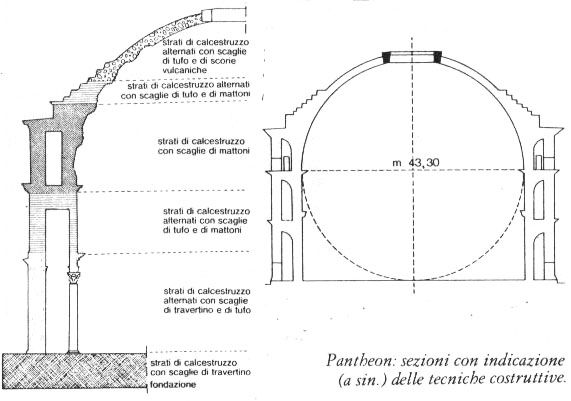 strati di calcestruzzo
alternati con scaglie
di tufo e di scorie
vulcaniche
strati di calcestruzzo alternati
con scaglie di tufo e di mattoni
strati di calcestruzzo
con scaglie di mattoni
strati di calcestruzzo
alternati con scaglie
di tufo e di mattoni
strati di calcestruzzo
alternati con scaglie
di travertino e di tufo
strati di calcestruzzo
con scaglie di travertino
fondazione
m 43,30
Pantheon: sezioni con indicazione
(a sin.) delle tecniche costruttive.